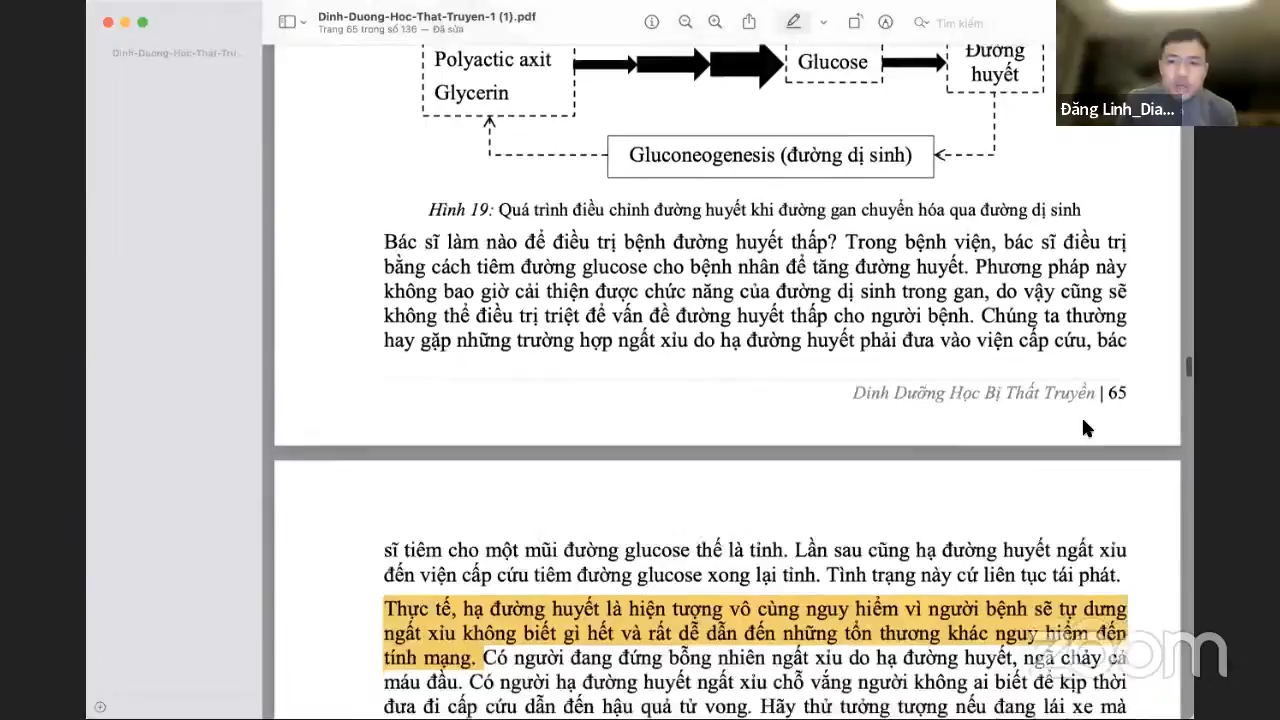 Dinh-Duong-Hoc-That-Truyen-1 (1).pdf
Trang 65 trong số 136 — Đã sửa
Tìm kiếm
Dinh-Duong-Hoc-That-Tru...
Polyactic axit
Glycerin
Glucose
Đường
huyết
Đăng Linh_Dia...
Gluconeogenesis (đường dị sinh)
Hình 19: Quá trình điều chỉnh đường huyết khi đường gan chuyển hóa qua đường dị sinh
Bác sĩ làm nào để điều trị bệnh đường huyết thấp? Trong bệnh viện, bác sĩ điều trị
bằng cách tiêm đường glucose cho bệnh nhân để tăng đường huyết. Phương pháp này
không bao giờ cải thiện được chức năng của đường dị sinh trong gan, do vậy cũng sẽ
không thể điều trị triệt để vấn đề đường huyết thấp cho người bệnh. Chúng ta thường
hay gặp những trường hợp ngất xỉu do hạ đường huyết phải đưa vào viện cấp cứu, bác
Dinh Dưỡng Học Bị Thất Truyền | 65
sĩ tiêm cho một mũi đường glucose thế là tỉnh. Lần sau cũng hạ đường huyết ngất xỉu
đến viện cấp cứu tiêm đường glucose xong lại tỉnh. Tình trạng này cứ liên tục tái phát.
Thực tế, hạ đường huyết là hiện tượng vô cùng nguy hiểm vì người bệnh sẽ tự dưng
ngất xỉu không biết gì hết và rất dễ dẫn đến những tổn thương khác nguy hiểm đến
tính mạng. Có người đang đứng bỗng nhiên ngất xỉu do hạ đường huyết, ngã chảy cả
máu đầu. Có người hạ đường huyết ngất xỉu chỗ vắng người không ai biết để kịp thời
đưa đi cấp cứu dẫn đến hậu quả tử vong. Hãy thử tưởng tượng nếu đang lái xe mà
zoom